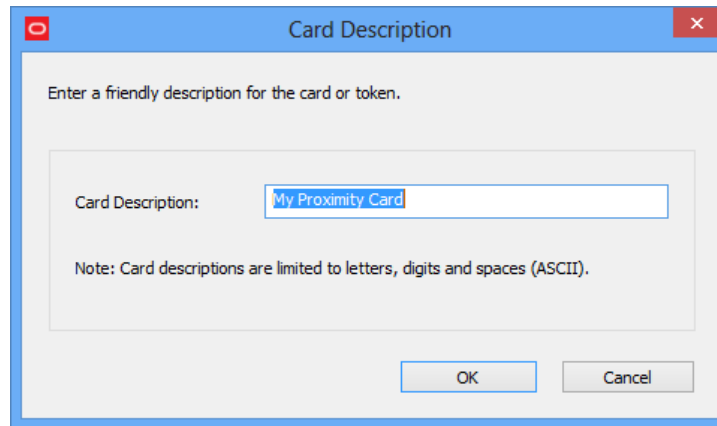 Card Description
Enter a friendly description for the card or token.
Card Description: My Proximity Card
Note: Card descriptions are limited to letters, digits and spaces (ASCII).
OK Cancel